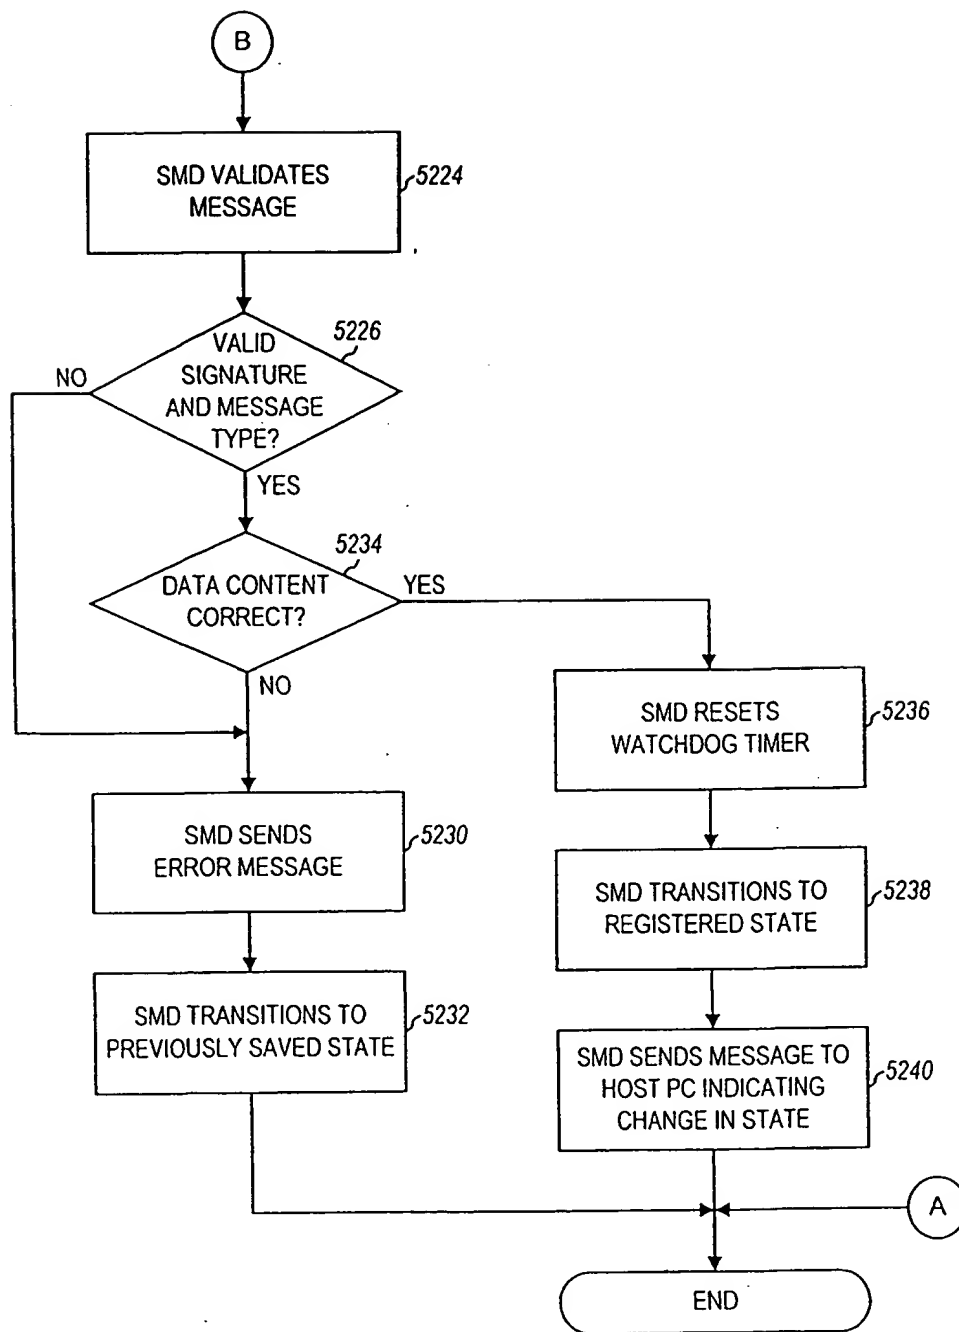 B
SMD VALIDATES
MESSAGE
5224
VALID
SIGNATURE
AND MESSAGE
TYPE?
5226
NO
YES
DATA CONTENT
CORRECT?
5234
YES
NO
SMD RESETS
WATCHDOG TIMER
5236
SMD SENDS
ERROR MESSAGE
5230
SMD TRANSITIONS TO
REGISTERED STATE
5238
SMD TRANSITIONS TO
PREVIOUSLY SAVED STATE
5232
SMD SENDS MESSAGE TO
HOST PC INDICATING
CHANGE IN STATE
5240
A
END